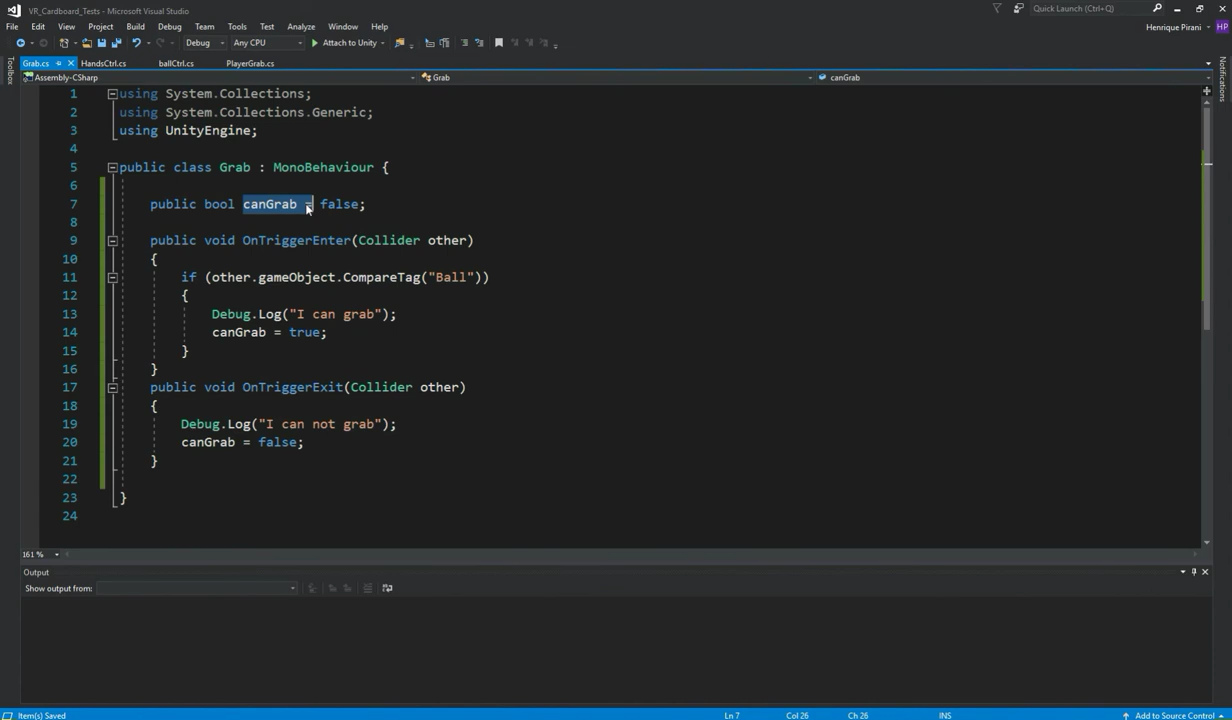 VR_Cardboard_Tests - Microsoft Visual Studio
Quick Launch (Ctrl+Q)
File Edit View Project Build Debug Team Tools Test Analyze Behaviour Window Help
Henrique Pirani HP
Debug Any CPU Attach to Unity
Toolbox
Grab.cs HandsCtrl.cs ballCtrl.cs PlayerGrab.cs
Notifications
Assembly-CSharp Grab canGrab
1 using System.Collections;
2 using System.Collections.Generic;
3 using UnityEngine;
4
5 public class Grab : MonoBehaviour {
6
7 public bool canGrab = false;
8
9 public void OnTriggerEnter(Collider other)
10 {
11 if (other.gameObject.CompareTag("Ball"))
12 {
13 Debug.Log("I can grab");
14 canGrab = true;
15 }
16 }
17 public void OnTriggerExit(Collider other)
18 {
19 Debug.Log("I can not grab");
20 canGrab = false;
21 }
22
23 }
24
161 %
Output
Show output from:
Item(s) Saved Ln 7 Col 26 Ch 26 INS Add to Source Control